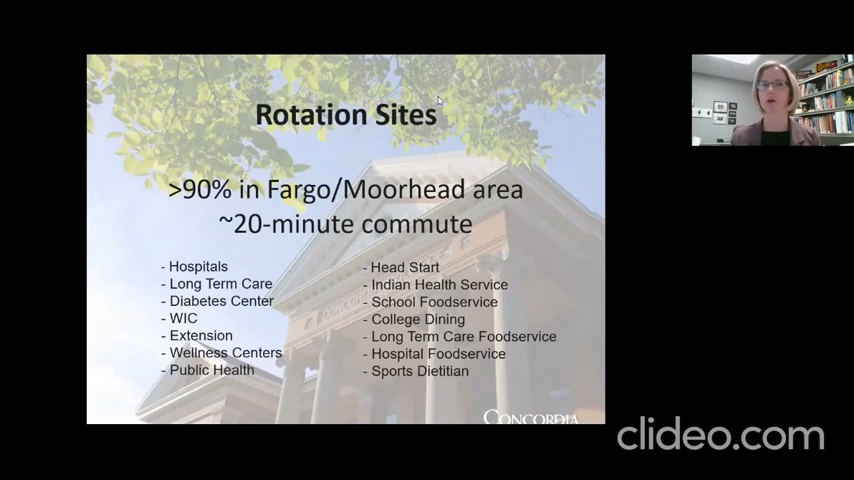 Rotation Sites
>90% in Fargo/Moorhead area
~20-minute commute
- Hospitals
- Long Term Care
- Diabetes Center
- WIC
- Extension
- Wellness Centers
- Public Health
- Head Start
- Indian Health Service
- School Foodservice
- College Dining
- Long Term Care Foodservice
- Hospital Foodservice
- Sports Dietitian
CONCORDIA
clideo.com